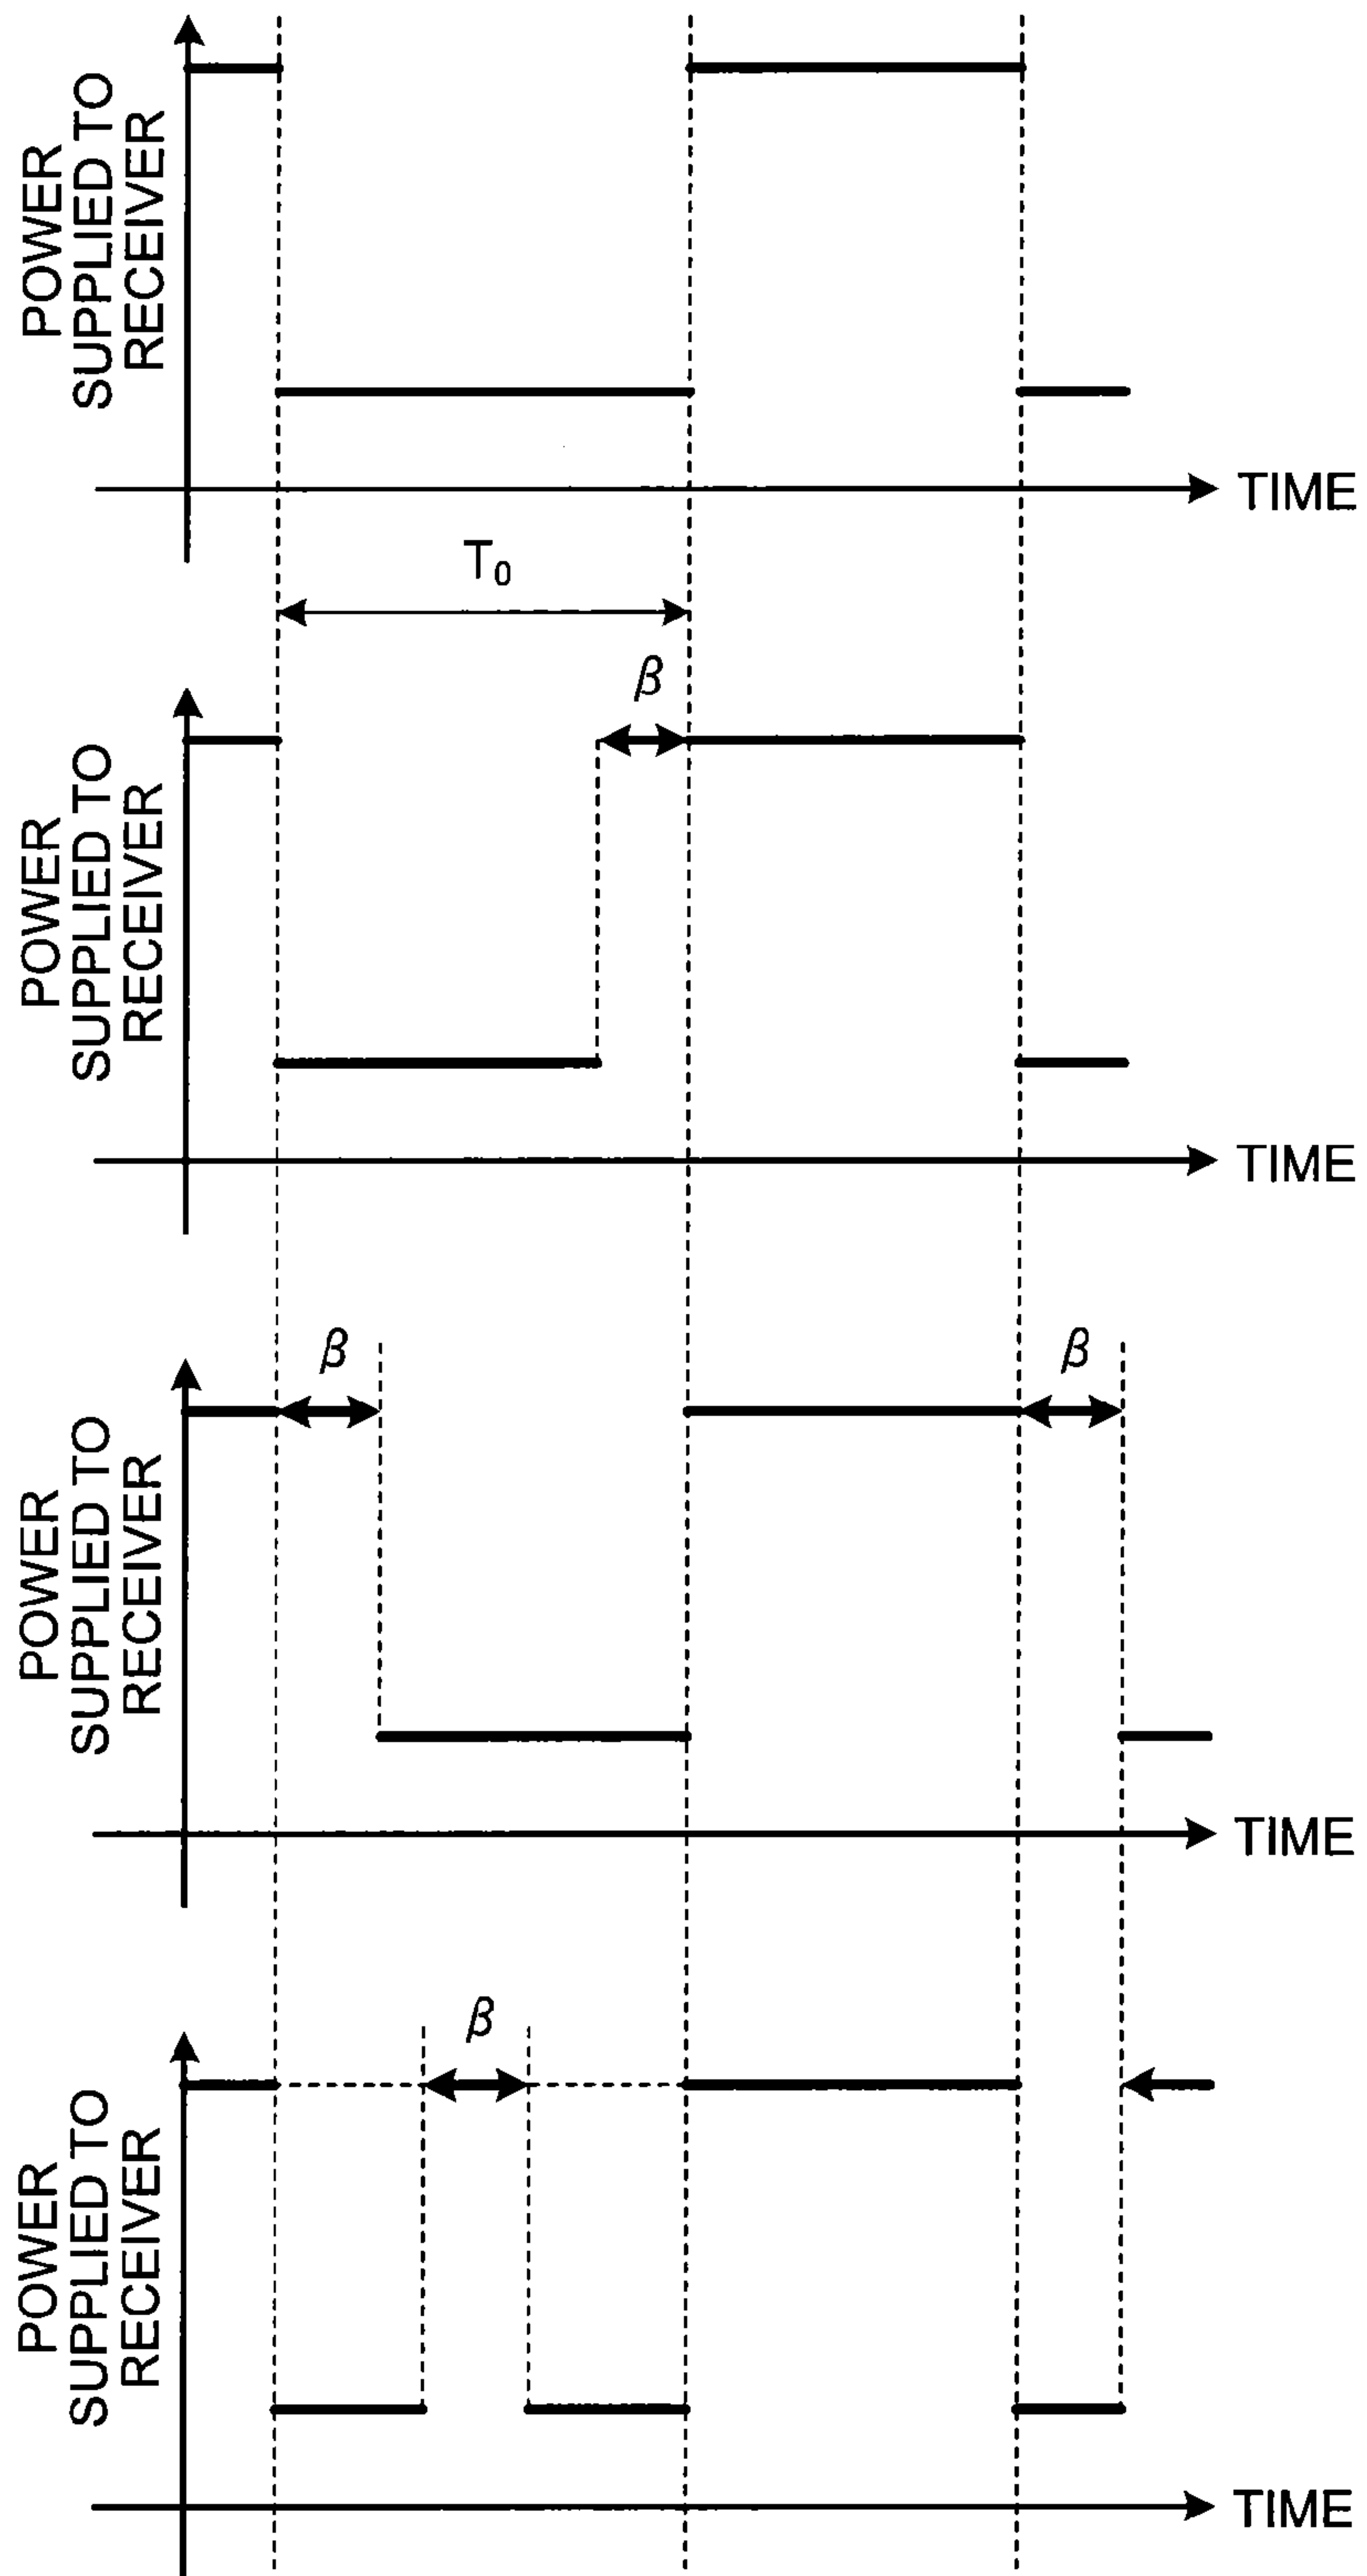 POWER
SUPPLIED TO
RECEIVER
TIME
T₀
β
POWER
SUPPLIED TO
RECEIVER
TIME
β
β
POWER
SUPPLIED TO
RECEIVER
TIME
β
POWER
SUPPLIED TO
RECEIVER
TIME